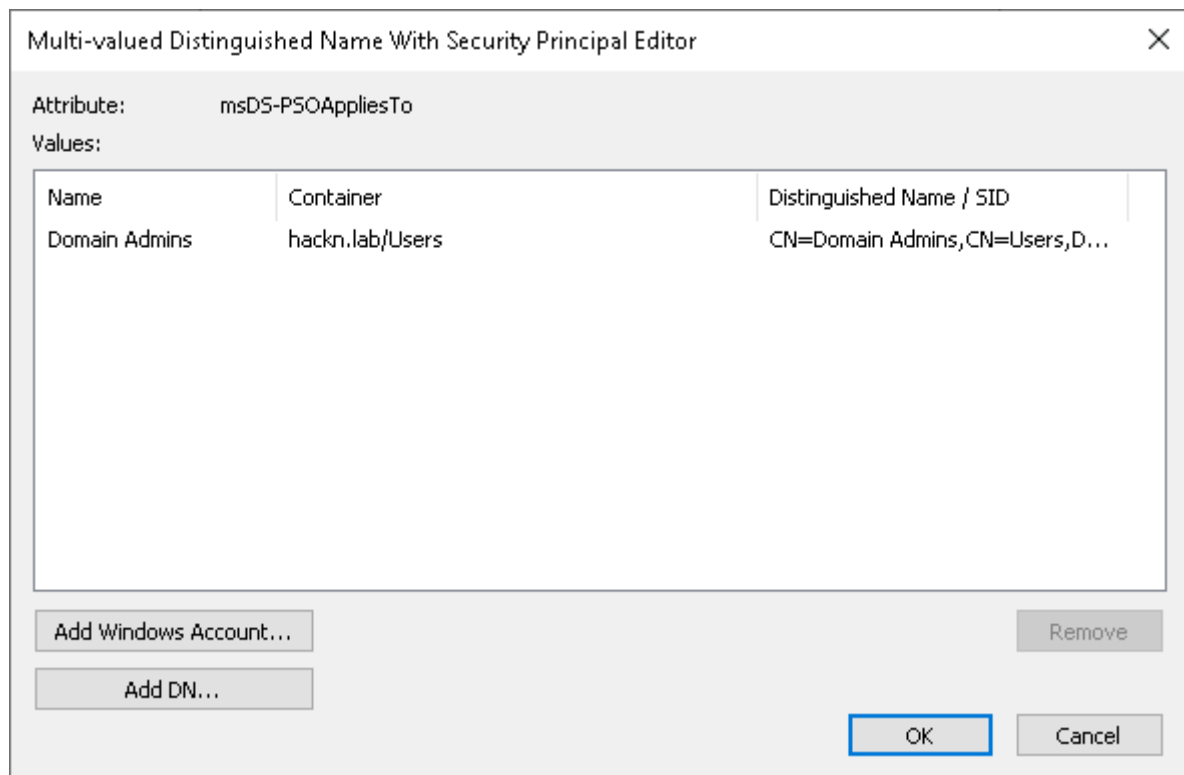 Multi-valued Distinguished Name With Security Principal Editor
Attribute: msDS-PSOAppliesTo
Values:
Name Container Distinguished Name / SID
Domain Admins hackn.lab/Users CN=Domain Admins,CN=Users,D...
Add Windows Account... Remove
Add DN...
OK Cancel